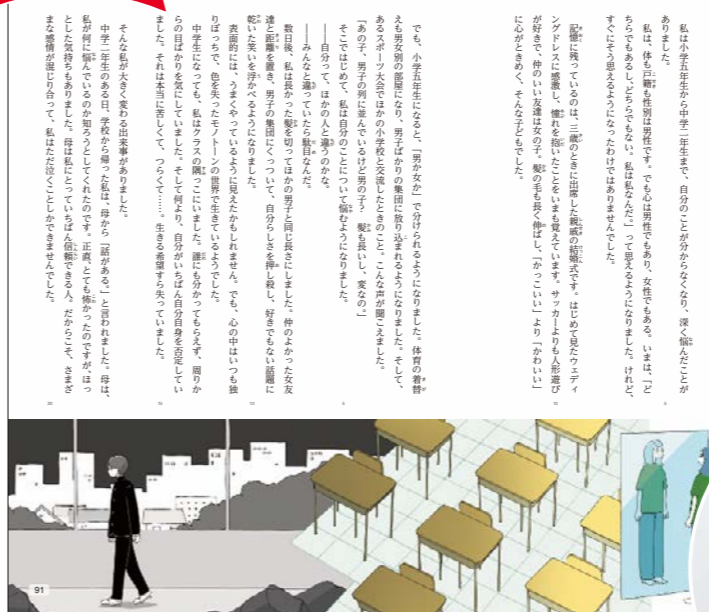 私は小学五年生から中学二年生まで、自分のことが分からなくなり、深く悩んだことが
ありました。
私は、体も戸籍も性別は男性です。でも心は男性でもあり、女性でもある。いまは、「ど
ちらでもあるし、どちらでもない。私は私なんだ。」って思えるようになりました。けれど、
すぐにそう思えるようになったわけではありませんでした。
記憶に残っているのは、三歳のときに出席した親戚の結婚式です。はじめて見たウェディ
ングドレスに感激し、憧れを抱いたことをいまも覚えています。サッカーよりも人形遊び
が好きで、仲のいい友達は女の子。髪の毛も長く伸ばし、「かっこいい」より「かわいい」
に心がときめく、そんな子どもでした。
でも、小学五年生になると、「男か女か」で分けられるようになりました。体育の着替
えも男女別の部屋になり、男子ばかりの集団に放り込まれるようになりました。そして、
あるスポーツ大会でほかの小学校と交流したときのこと。こんな声が聞こえました。
「あの子、男子の列に並んでいるけど男の子? 髪も長いし、変なの。」
そこではじめて、私は自分のことについて悩むようになりました。
――自分って、ほかの人と違うのかな。
――みんなと違っていたら駄目なんだ。
数日後、私は長かった髪を切ってほかの男子と同じ長さにしました。仲のよかった女友
達と距離を置き、男子の集団にくっついて、自分らしさを押し殺し、好きでもない話題に
乾いた笑いを浮かべるようになりました。
表面的には、うまくやっているように見えたかもしれません。でも、心の中はいつも独
りぼっちで、色を失ったモノトーンの世界で生きているようでした。
中学生になっても、私はクラスの隅っこにいました。誰にも分かってもらえず、周りか
らの目ばかりを気にしていました。そして何より、自分がいちばん自分自身を否定してい
ました。それは本当に苦しくて、つらくて……。生きる希望すら失っていました。
そんな私が大きく変わる出来事がありました。
中学二年生のある日、学校から帰った私は、母から「話がある。」と言われました。母は、
私が何に悩んでいるのか知ろうとしてくれたのです。正直、とても怖かったのですが、ほっ
とした気持ちもありました。母は私にとっていちばん信頼できる人。だからこそ、さまざ
まな感情が混じり合って、私はただ泣くことしかできませんでした。
91